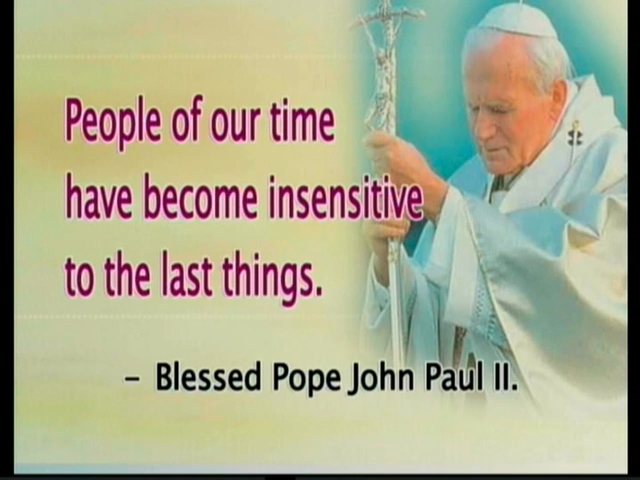 People of our time
have become insensitive
to the last things.
– Blessed Pope John Paul II.